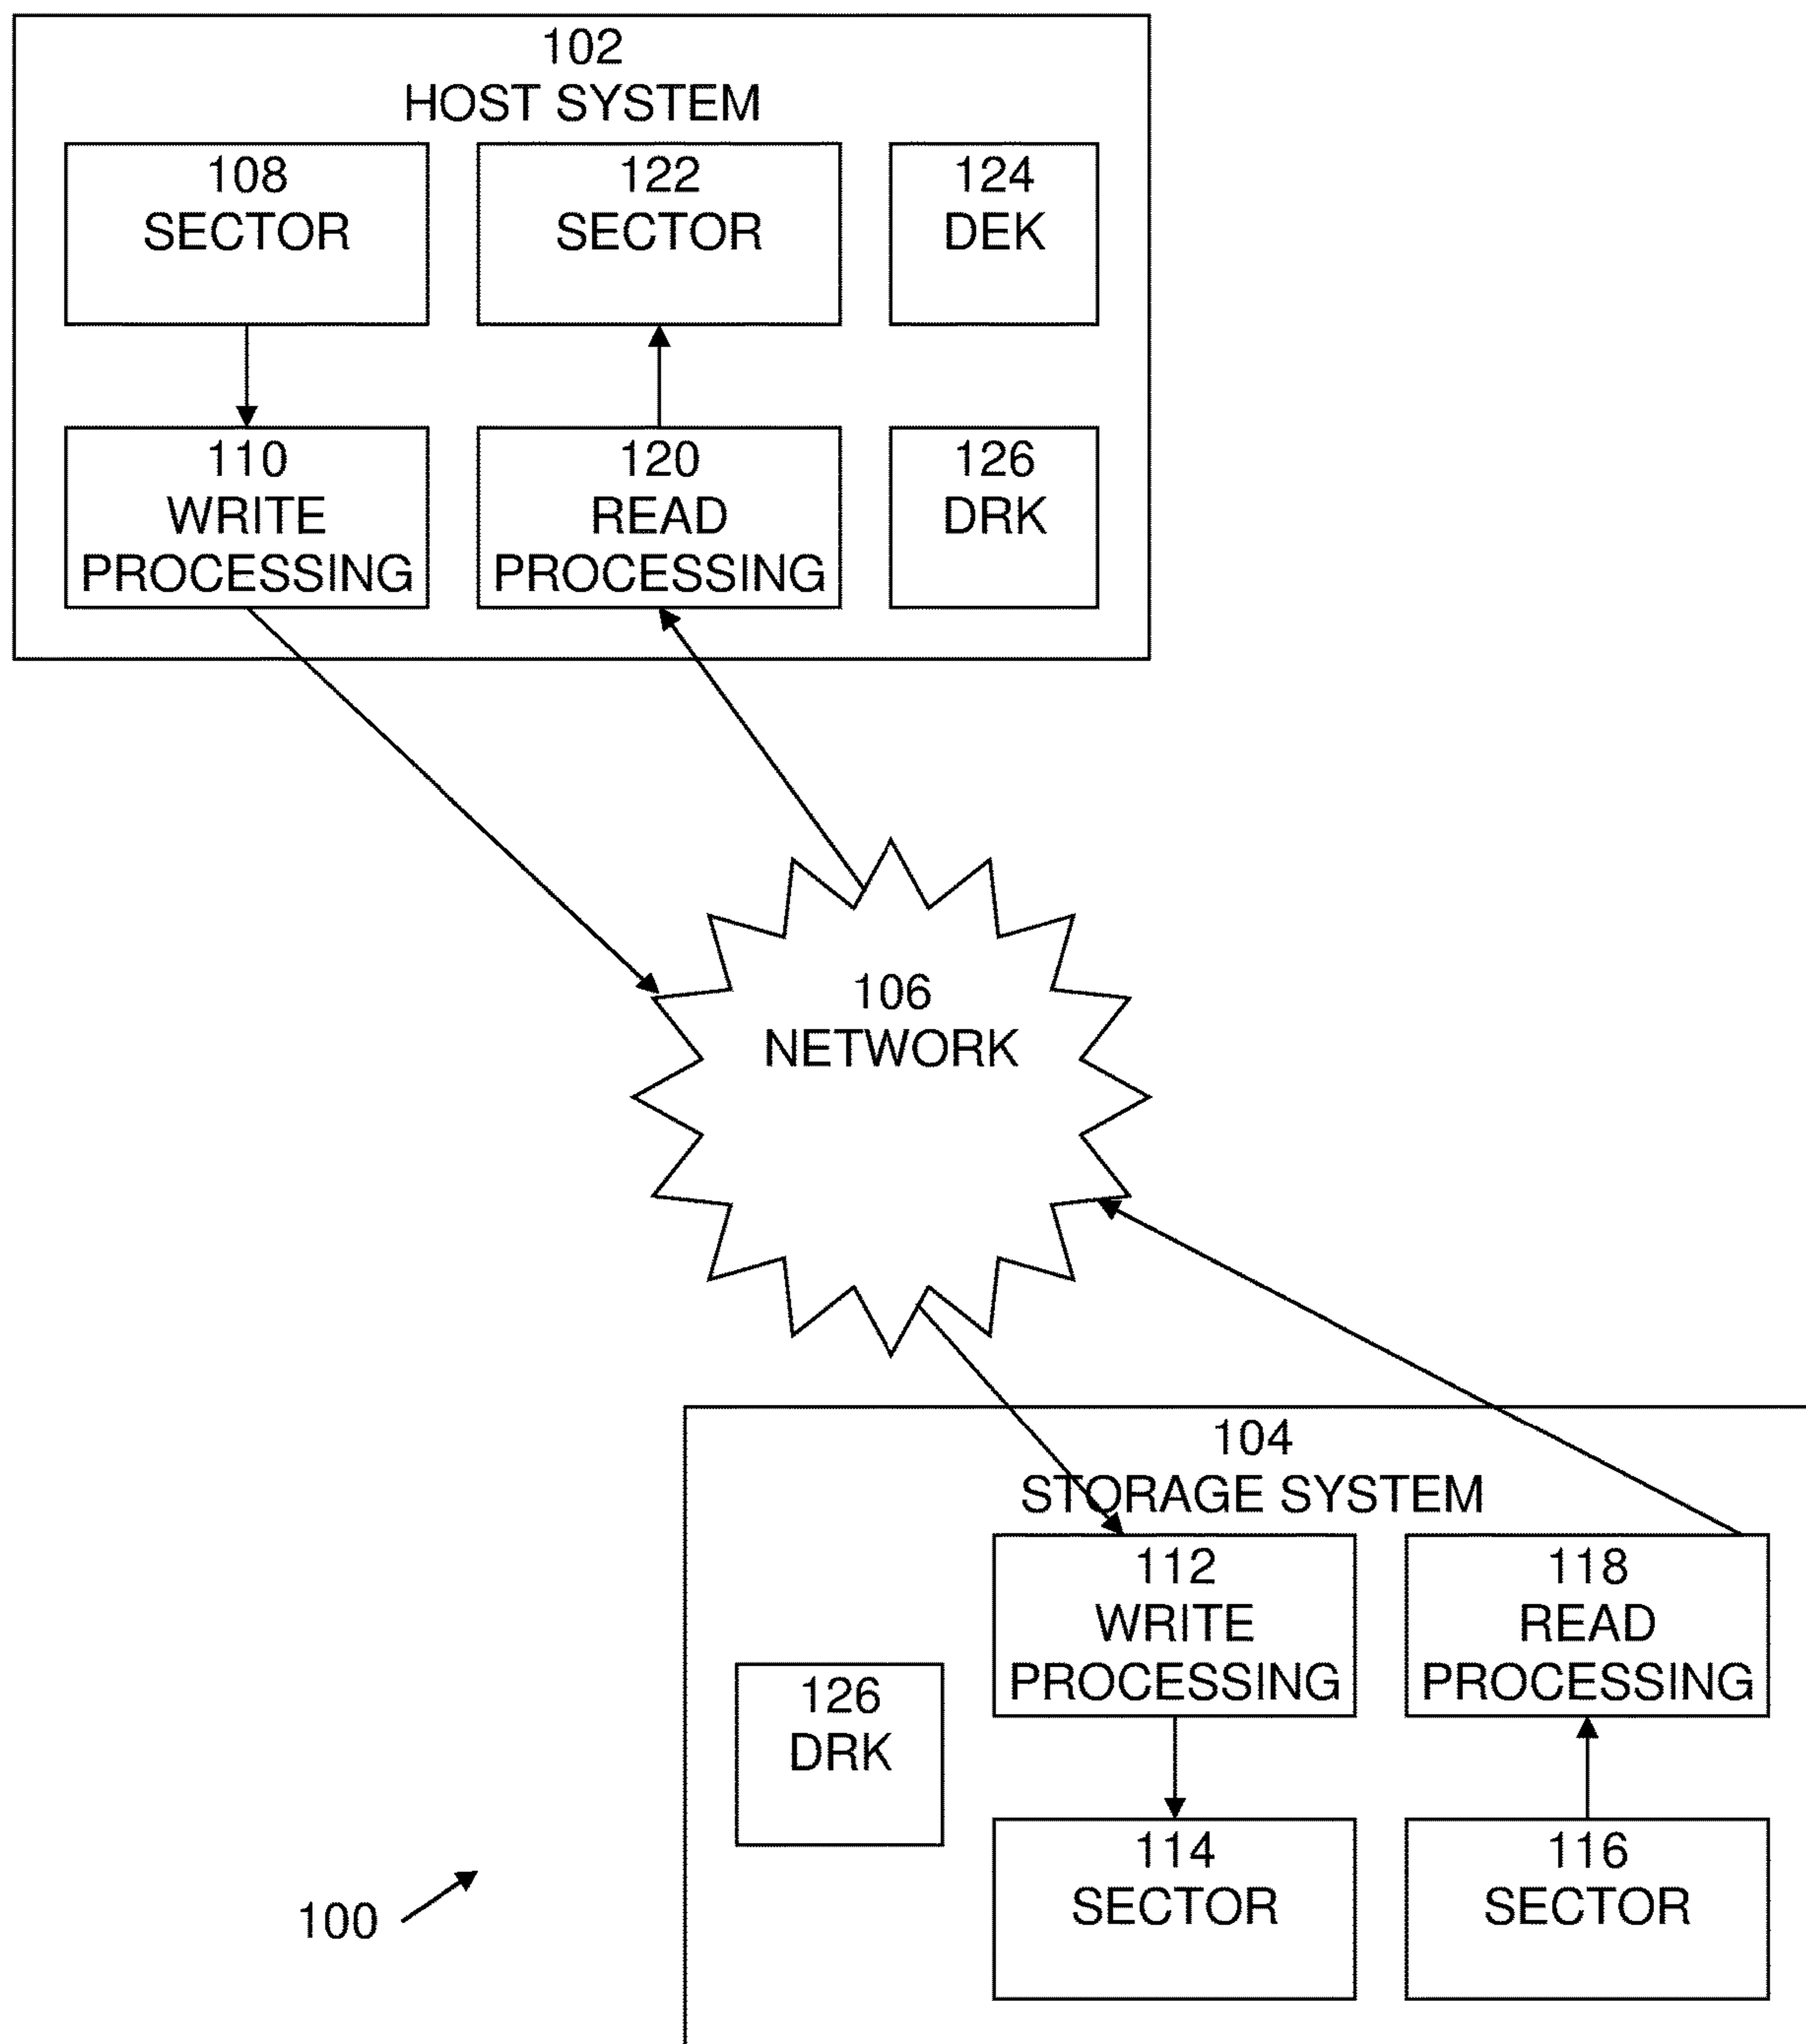 102
HOST SYSTEM
108
SECTOR
122
SECTOR
124
DEK
110
WRITE
PROCESSING
120
READ
PROCESSING
126
DRK
106
NETWORK
104
STORAGE SYSTEM
112
WRITE
PROCESSING
118
READ
PROCESSING
126
DRK
114
SECTOR
116
SECTOR
100